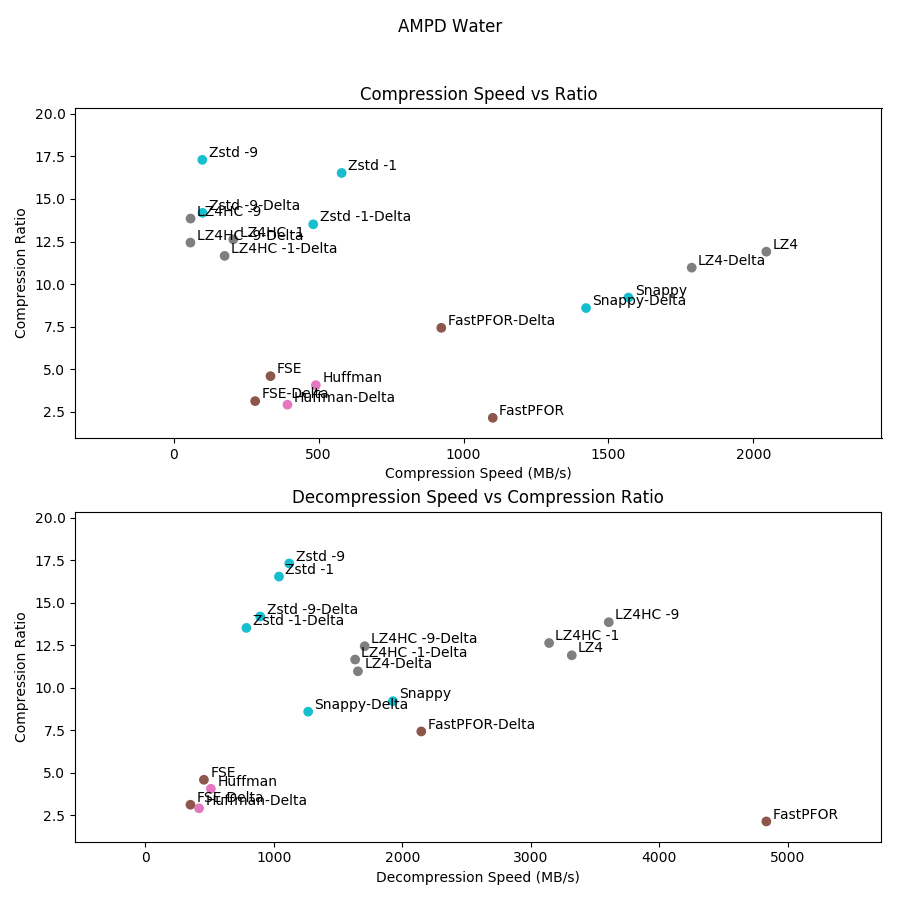 AMPD Water
Compression Speed vs Ratio
20.0
17.5
15.0
12.5
10.0
7.5
5.0
2.5
Compression Ratio
Zstd -9
Zstd -1
Zstd -9-Delta
LZ4HC -9
Zstd -1-Delta
LZ4HC -1
LZ4HC -9-Delta
LZ4HC -1-Delta
LZ4
LZ4-Delta
Snappy
Snappy-Delta
FastPFOR-Delta
FSE
Huffman
FSE-Delta
Huffman-Delta
FastPFOR
0 500 1000 1500 2000
Compression Speed (MB/s)
Decompression Speed vs Compression Ratio
20.0
17.5
15.0
12.5
10.0
7.5
5.0
2.5
Compression Ratio
Zstd -9
Zstd -1
Zstd -9-Delta
Zstd -1-Delta
LZ4HC -9
LZ4HC -1
LZ4HC -9-Delta
LZ4
LZ4HC -1-Delta
LZ4-Delta
Snappy
Snappy-Delta
FastPFOR-Delta
FSE
Huffman
FSE-Delta
Huffman-Delta
FastPFOR
0 1000 2000 3000 4000 5000
Decompression Speed (MB/s)